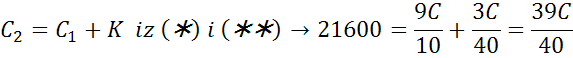 C₂ = C₁ + K iz (*) i (**) → 21600 = 9C/10 + 3C/40 = 39C/40